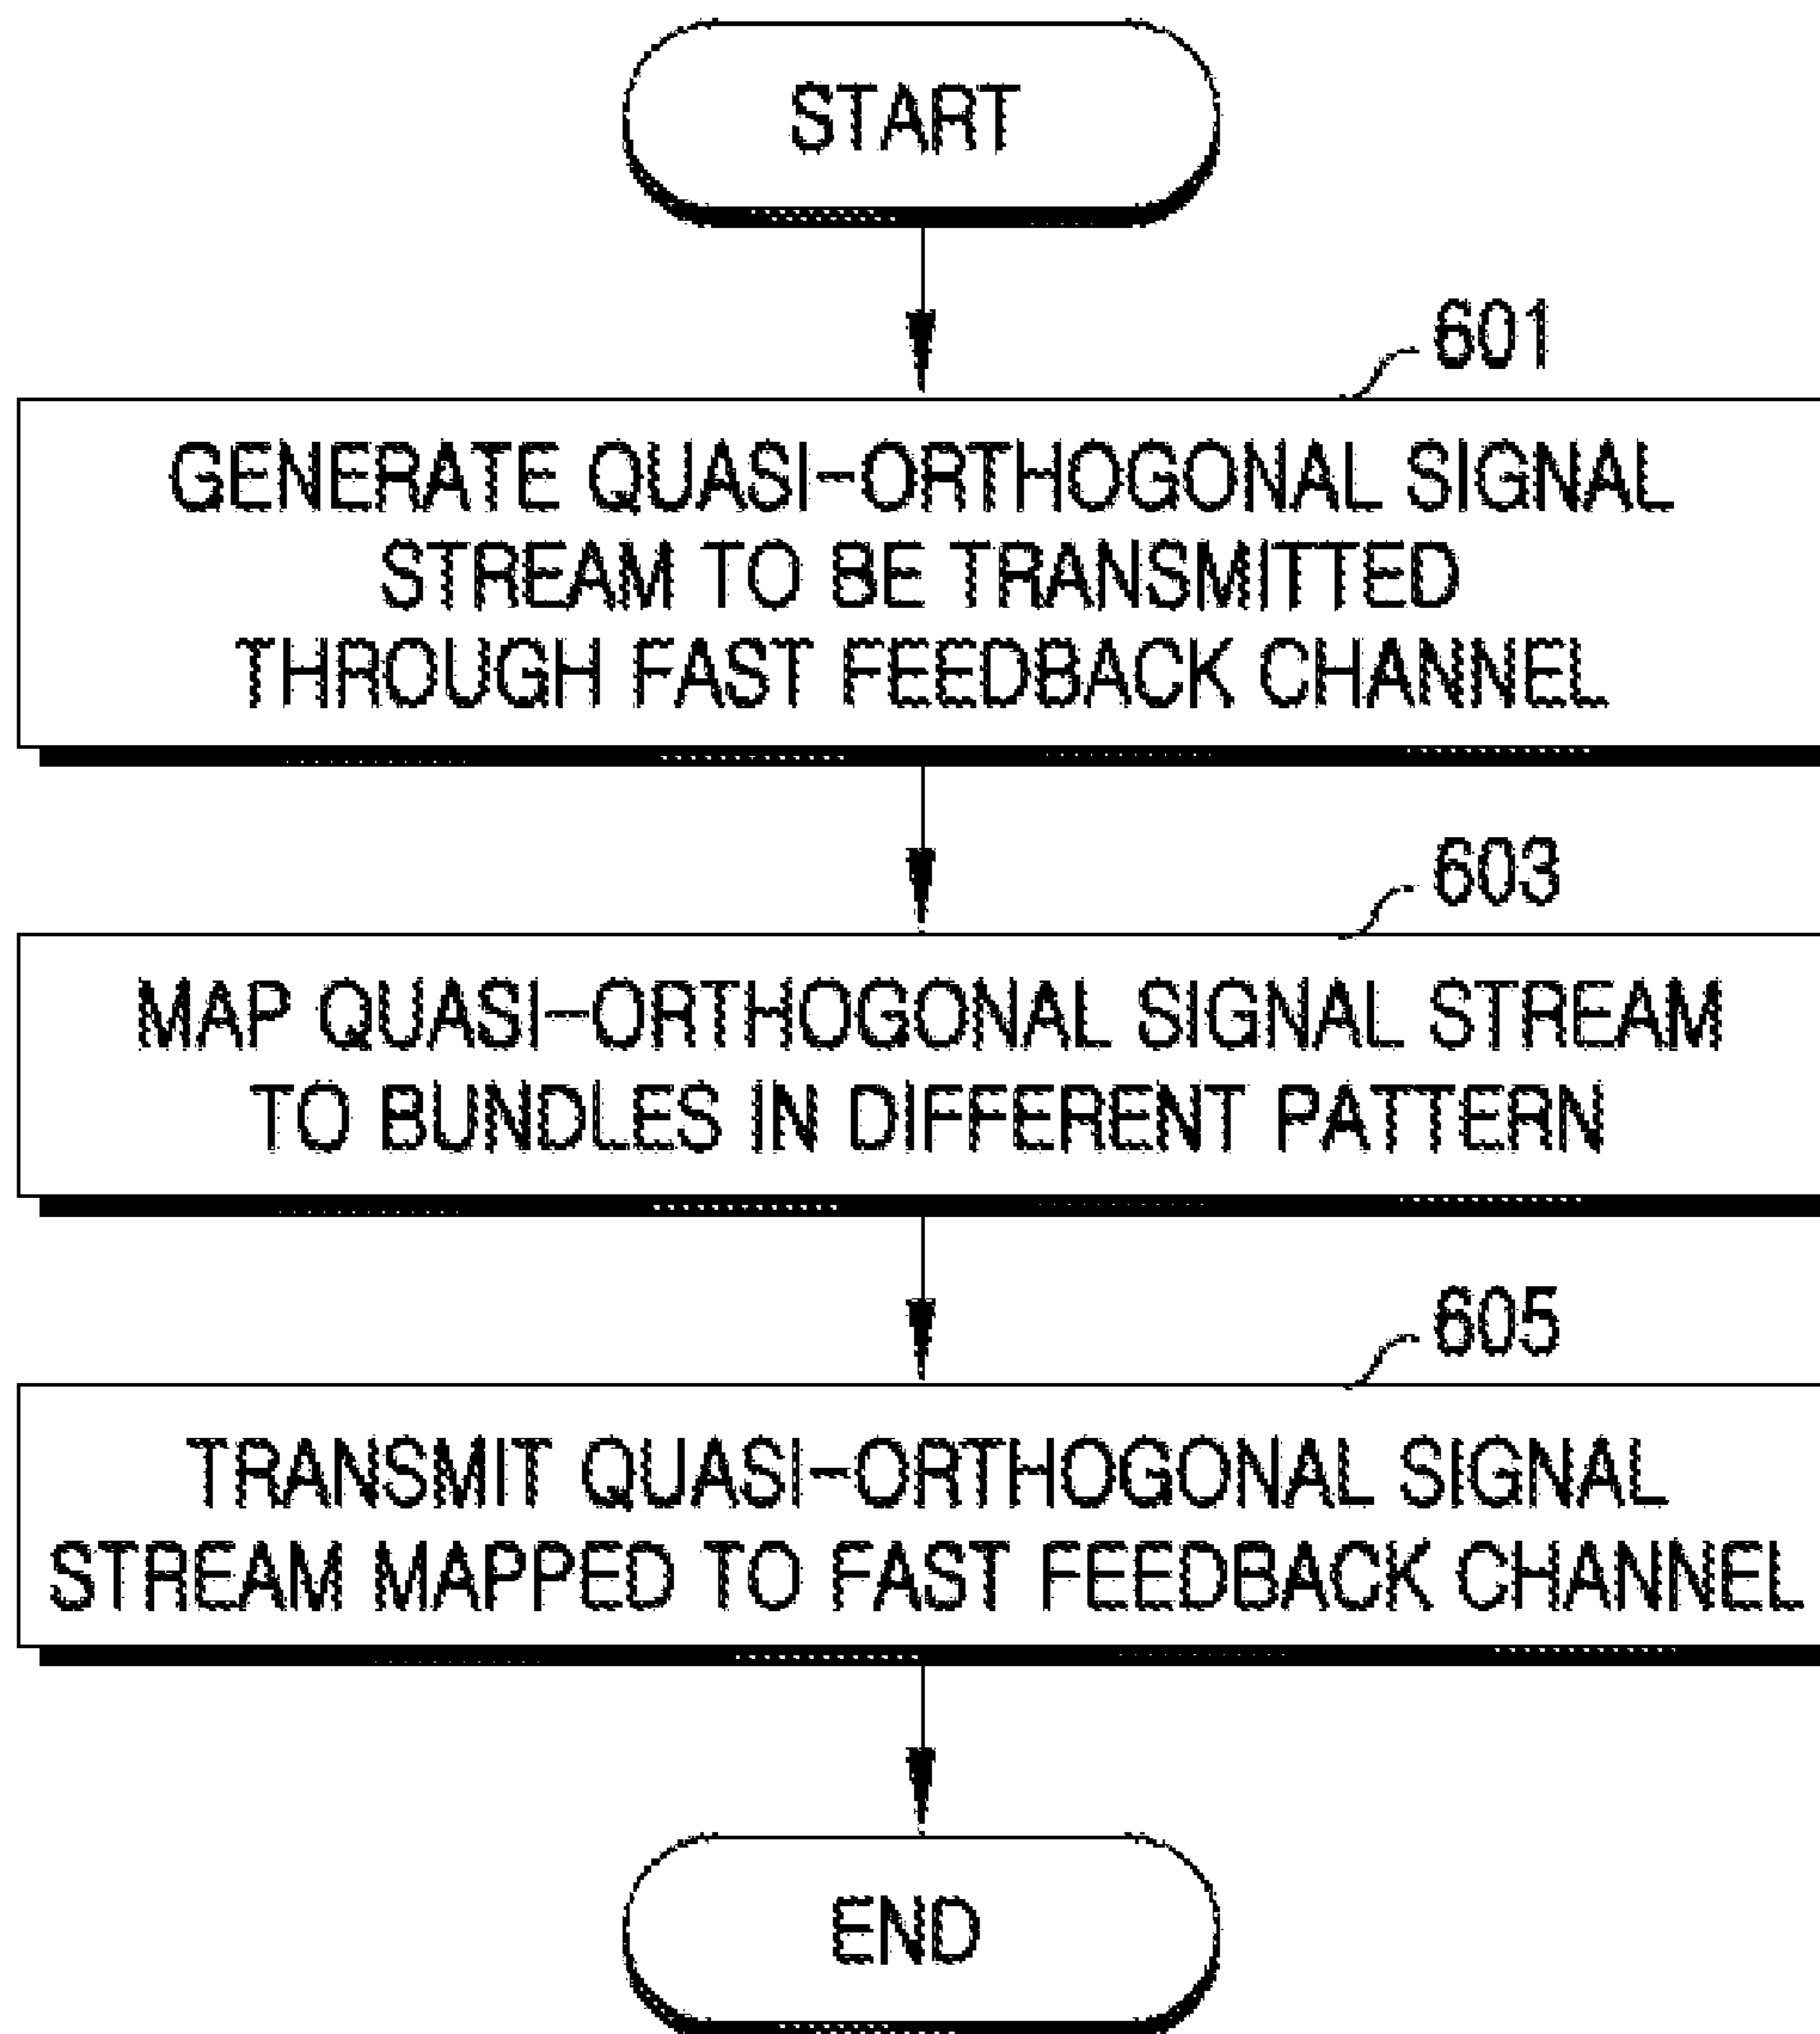 START
601
GENERATE QUASI-ORTHOGONAL SIGNAL
STREAM TO BE TRANSMITTED
THROUGH FAST FEEDBACK CHANNEL
603
MAP QUASI-ORTHOGONAL SIGNAL STREAM
TO BUNDLES IN DIFFERENT PATTERN
605
TRANSMIT QUASI-ORTHOGONAL SIGNAL
STREAM MAPPED TO FAST FEEDBACK CHANNEL
END